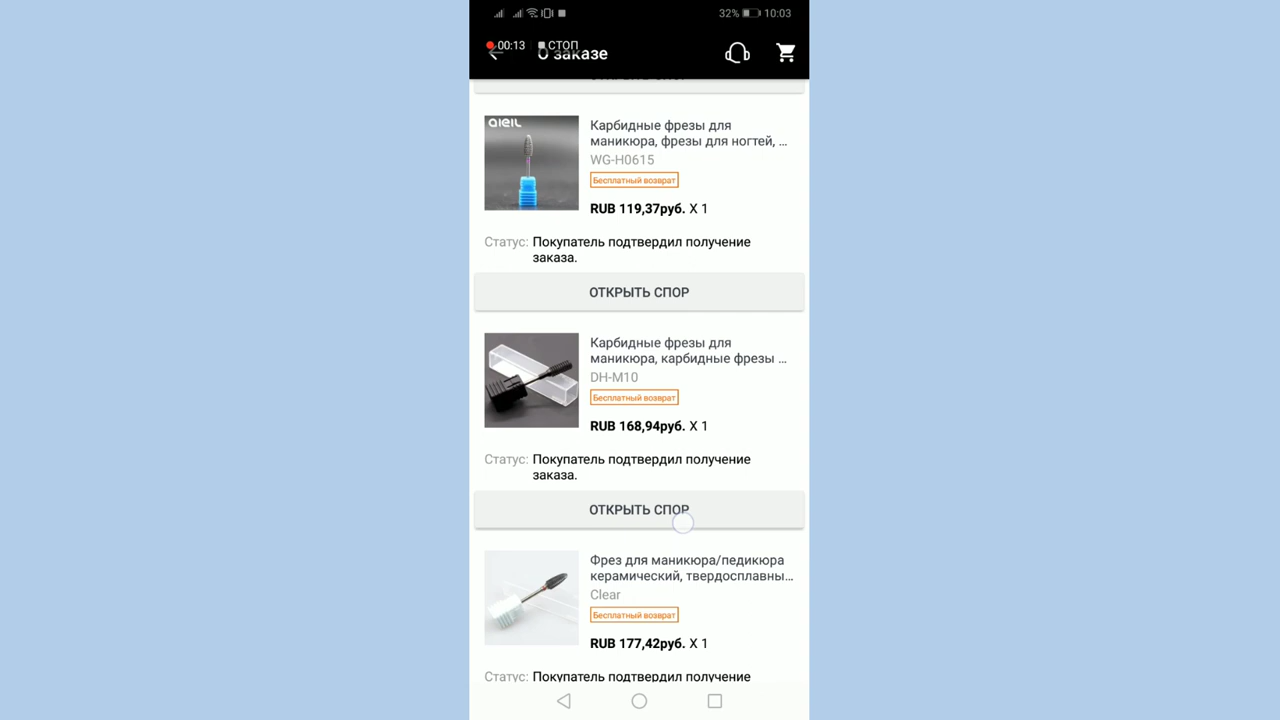 32% 10:03
00:13 СТОП
О заказе
ОТКРЫТЬ СПОР
Карбидные фрезы для
маникюра, фрезы для ногтей, ...
WG-H0615
Бесплатный возврат
RUB 119,37руб. X 1
Статус: Покупатель подтвердил получение
заказа.
ОТКРЫТЬ СПОР
Карбидные фрезы для
маникюра, карбидные фрезы ...
DH-M10
Бесплатный возврат
RUB 168,94руб. X 1
Статус: Покупатель подтвердил получение
заказа.
ОТКРЫТЬ СПОР
Фрез для маникюра/педикюра
керамический, твердосплавны...
Clear
Бесплатный возврат
RUB 177,42руб. X 1
Статус: Покупатель подтвердил получение